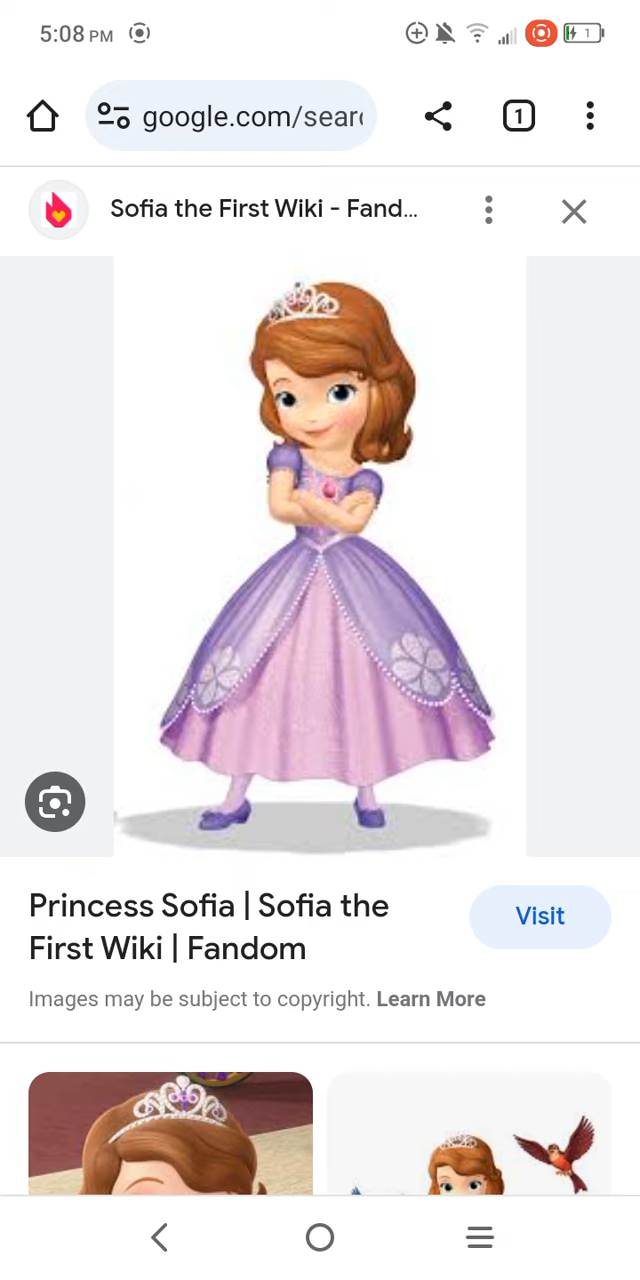 5:08 PM
1
google.com/sear
1
Sofia the First Wiki - Fand...
Princess Sofia | Sofia the
First Wiki | Fandom
Visit
Images may be subject to copyright. Learn More